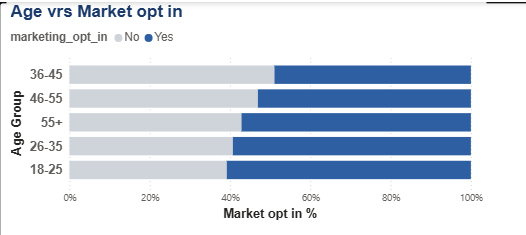 Age vrs Market opt in
marketing_opt_in No Yes
Age Group
36-45
46-55
55+
26-35
18-25
0% 20% 40% 60% 80% 100%
Market opt in %